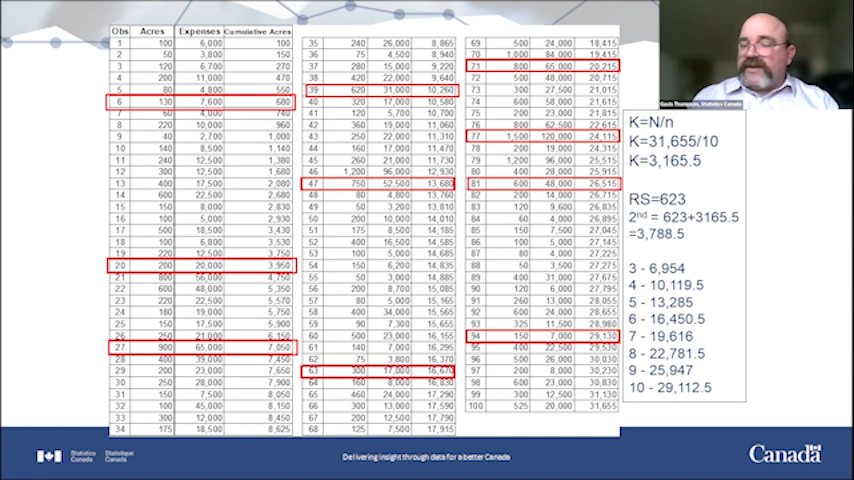 Obs Acres Expenses Cumulative Acres
1 100 6,000 100
2 50 3,800 150
3 120 6,700 270
4 200 11,000 470
5 80 4,800 550
6 130 7,600 680
7 60 4,000 740
8 220 10,000 960
9 40 2,700 1,000
10 140 8,500 1,140
11 240 12,500 1,380
12 300 12,500 1,680
13 400 17,500 2,080
14 600 22,500 2,680
15 150 8,000 2,830
16 100 5,000 2,930
17 500 18,500 3,430
18 100 6,800 3,530
19 220 12,500 3,750
20 200 20,000 3,950
21 800 56,000 4,750
22 600 48,000 5,350
23 220 22,500 5,570
24 180 19,000 5,750
25 150 17,500 5,900
26 250 21,000 6,150
27 900 65,000 7,050
28 400 39,000 7,450
29 200 23,000 7,650
30 250 28,000 7,900
31 150 7,500 8,050
32 100 45,000 8,150
33 300 12,000 8,450
34 175 18,500 8,625
35 240 26,000 8,865
36 75 4,500 8,940
37 280 15,000 9,220
38 420 22,000 9,640
39 620 31,000 10,260
40 320 17,000 10,580
41 120 5,700 10,700
42 360 19,000 11,060
43 250 22,000 11,310
44 160 17,000 11,470
45 260 21,000 11,730
46 1,200 96,000 12,930
47 750 52,500 13,680
48 80 4,800 13,760
49 50 3,200 13,810
50 200 10,000 14,010
51 175 8,500 14,185
52 400 16,500 14,585
53 100 5,000 14,685
54 150 6,200 14,835
55 50 3,000 14,885
56 200 8,700 15,085
57 80 5,000 15,165
58 400 34,000 15,565
59 90 7,300 15,655
60 500 23,000 16,155
61 140 7,000 16,295
62 75 3,800 16,370
63 300 17,000 16,670
64 160 8,000 16,830
65 460 24,000 17,290
66 300 13,000 17,590
67 200 12,500 17,790
68 125 7,500 17,915
69 500 24,000 18,415
70 1,000 84,000 19,415
71 800 65,000 20,215
72 500 48,000 20,715
73 300 27,500 21,015
74 600 58,000 21,615
75 200 23,000 21,815
76 800 62,500 22,615
77 1,500 120,000 24,115
78 200 19,000 24,315
79 1,200 96,000 25,515
80 400 28,000 25,915
81 600 48,000 26,515
82 200 14,000 26,715
83 120 9,600 26,835
84 60 4,000 26,895
85 150 7,500 27,045
86 100 5,000 27,145
87 80 4,000 27,225
88 50 3,500 27,275
89 400 31,000 27,675
90 120 6,000 27,795
91 260 13,000 28,055
92 600 24,000 28,655
93 325 11,500 28,980
94 150 7,000 29,130
95 400 22,500 29,530
96 500 26,000 30,030
97 200 8,000 30,230
98 600 23,000 30,830
99 300 12,500 31,130
100 525 20,000 31,655
Gavin Thompson, Statistics Canada
K=N/n
K=31,655/10
K=3,165.5
RS=623
2nd = 623+3165.5
=3,788.5
3 - 6,954
4 - 10,119.5
5 - 13,285
6 - 16,450.5
7 - 19,616
8 - 22,781.5
9 - 25,947
10 - 29,112.5
Statistics Canada
Statistique Canada
Delivering insight through data for a better Canada
Canada